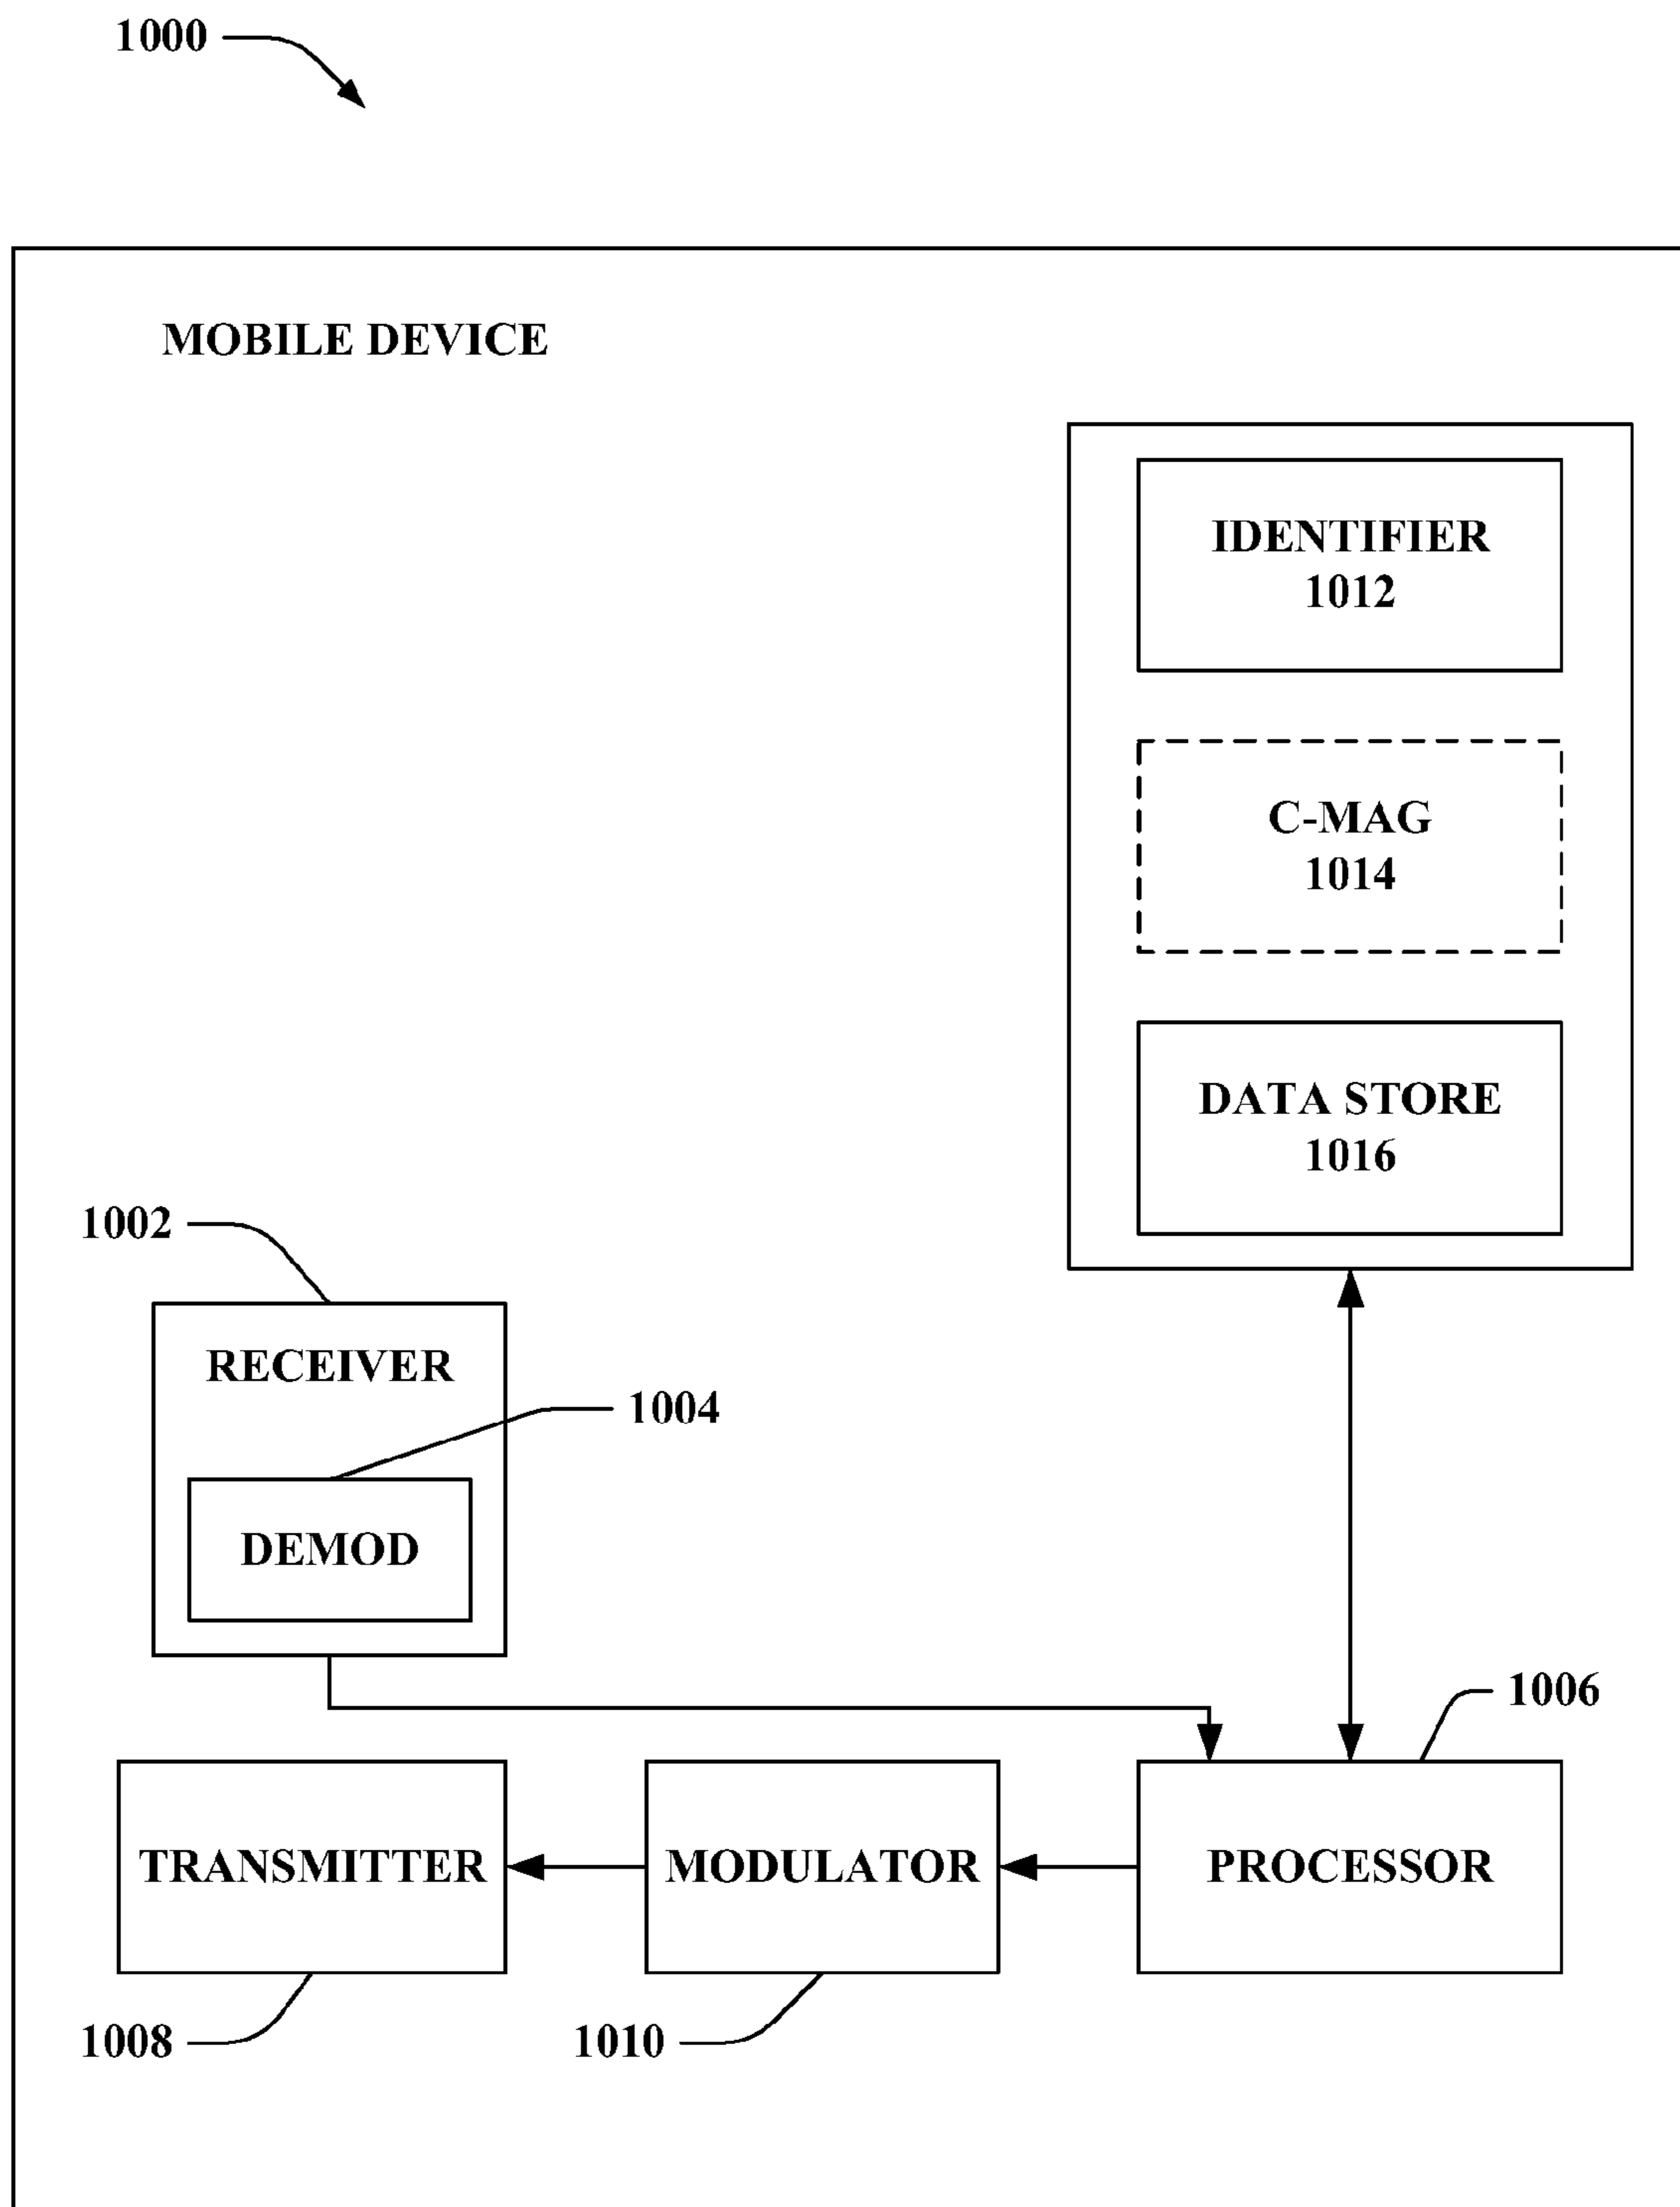 1000
MOBILE DEVICE
IDENTIFIER
1012
C-MAG
1014
DATA STORE
1016
1002
RECEIVER
1004
DEMOD
1006
TRANSMITTER
MODULATOR
PROCESSOR
1008
1010